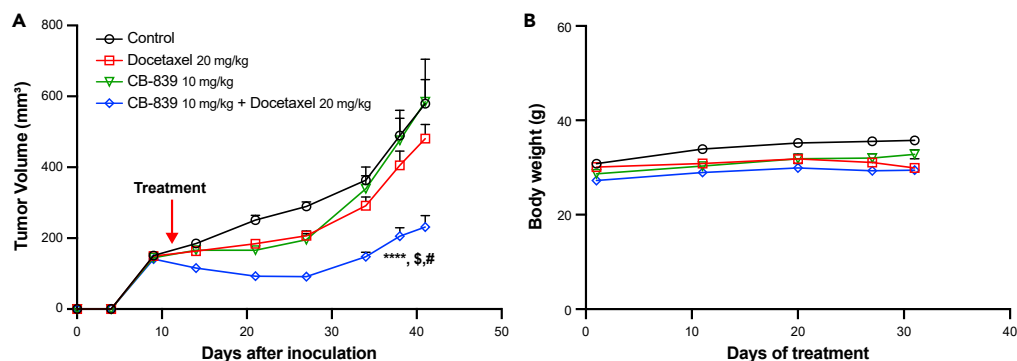 A
Tumor Volume (mm³)
800
600
400
200
0
Control
Docetaxel 20 mg/kg
CB-839 10 mg/kg
CB-839 10 mg/kg + Docetaxel 20 mg/kg
Treatment
****, $,#
0 10 20 30 40 50
Days after inoculation
B
Body weight (g)
60
40
20
0
0 10 20 30 40
Days of treatment